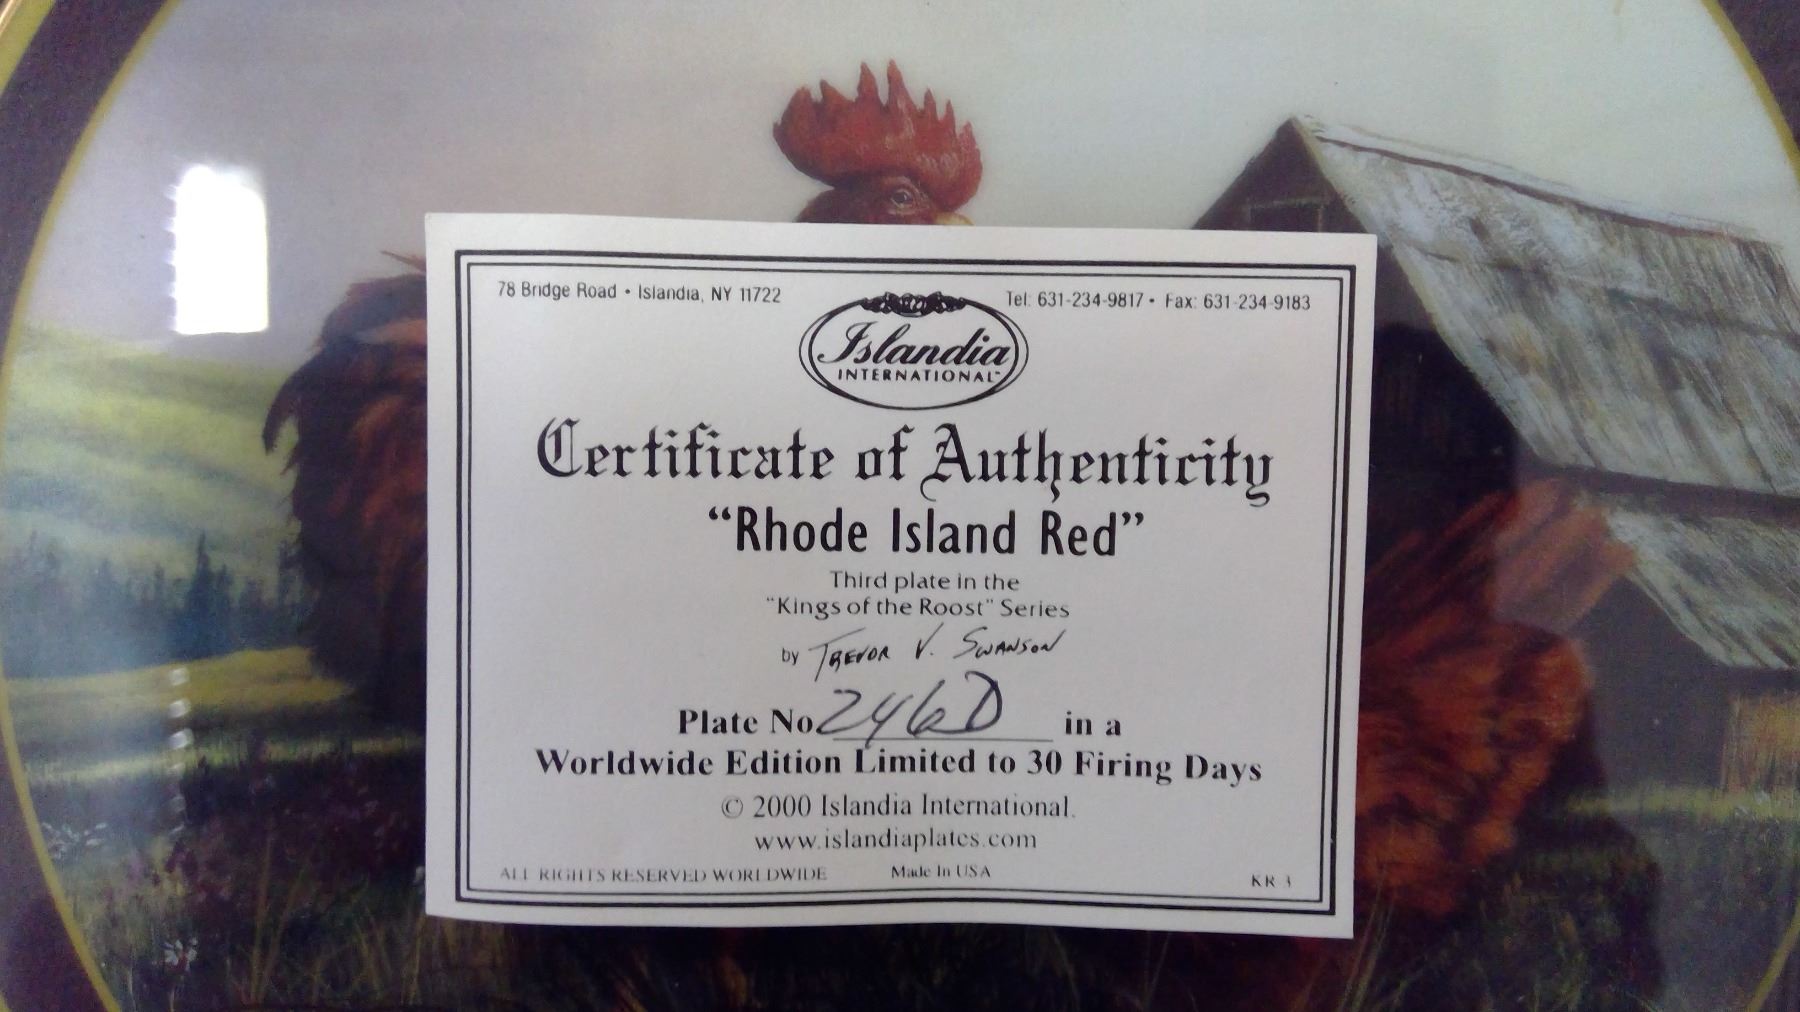 78 Bridge Road • Islandia, NY 11722
Tel: 631-234-9817 • Fax: 631-234-9183
Islandia
INTERNATIONAL™
Certificate of Authenticity
“Rhode Island Red”
Third plate in the
"Kings of the Roost" Series
by TREVOR V. SWANSON
Plate No 246D in a
Worldwide Edition Limited to 30 Firing Days
© 2000 Islandia International.
www.islandiaplates.com
ALL RIGHTS RESERVED WORLDWIDE
Made In USA
KR-3